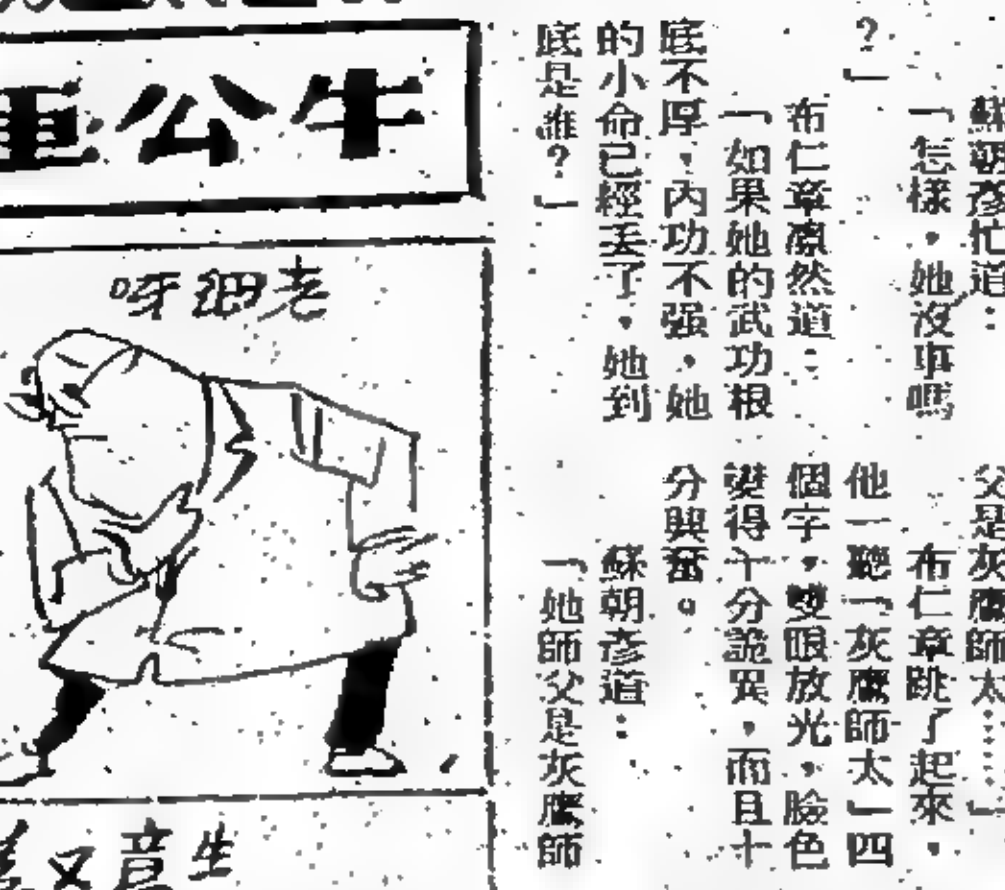 蘇朝彥忙道：
「怎樣，她沒事嗎
？」
布仁章凛然道：
「如果她的武功根
底不厚，內功不强，她
的小命已經丟了，她到
底是誰？」
蘇朝彥道：
「她師父是灰鷹師
父是灰鷹師太……」
布仁章跳了起來，
他一聽「灰鷹師太」四
個字，雙眼放光，臉色
變得十分詭異，而且十
分興奮。
牛公
老細呀
生意又